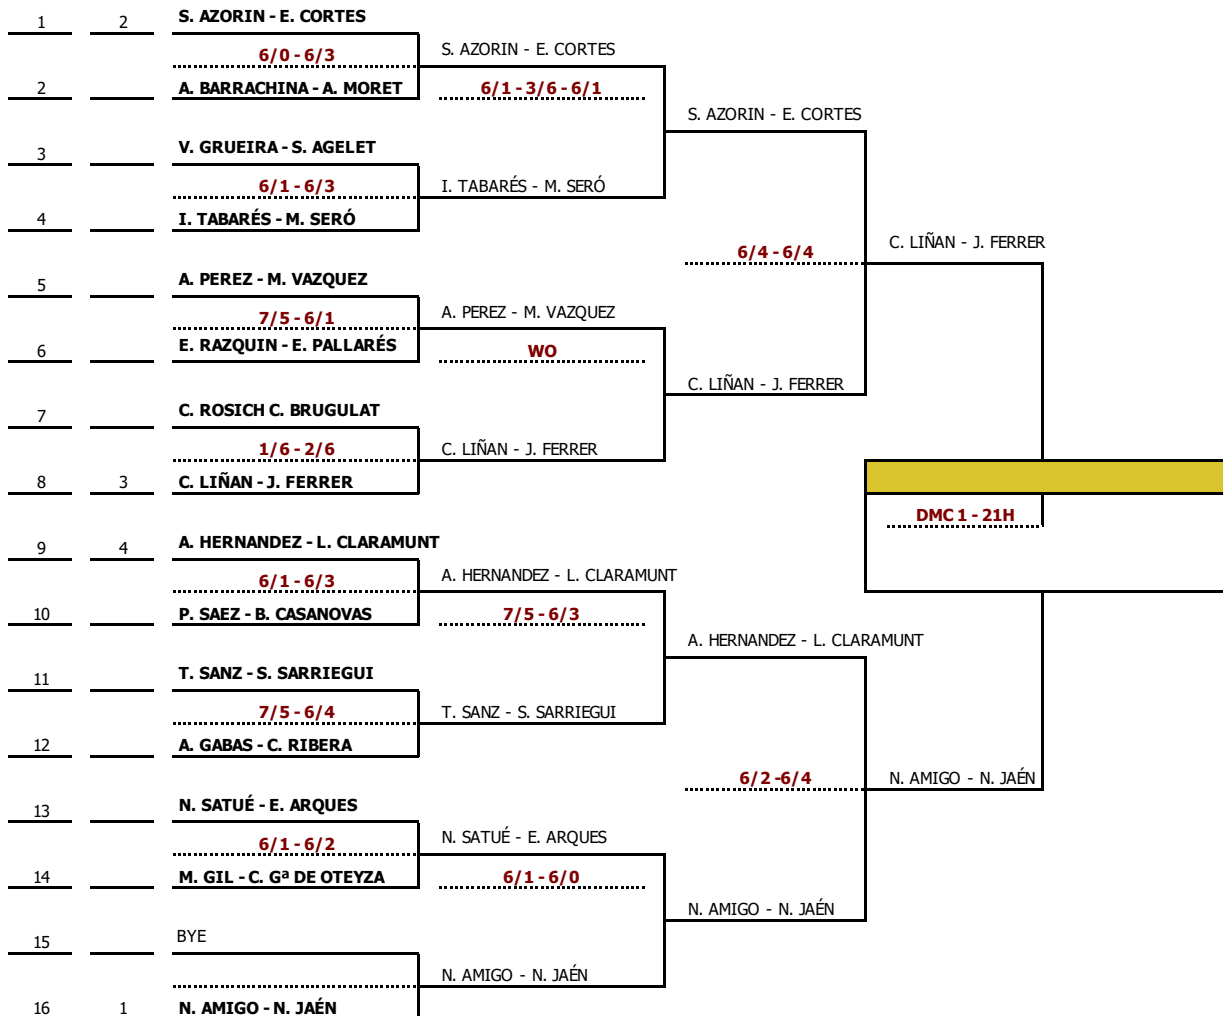 1 2 S. AZORIN - E. CORTES
6/0 - 6/3 S. AZORIN - E. CORTES
2 A. BARRACHINA - A. MORET 6/1 - 3/6 - 6/1
S. AZORIN - E. CORTES
3 V. GRUEIRA - S. AGELET
6/1 - 6/3 I. TABARÉS - M. SERÓ
4 I. TABARÉS - M. SERÓ
6/4 - 6/4 C. LIÑAN - J. FERRER
5 A. PEREZ - M. VAZQUEZ
7/5 - 6/1 A. PEREZ - M. VAZQUEZ
6 E. RAZQUIN - E. PALLARÉS WO
C. LIÑAN - J. FERRER
7 C. ROSICH C. BRUGULAT
1/6 - 2/6 C. LIÑAN - J. FERRER
8 3 C. LIÑAN - J. FERRER
DMC 1 - 21H
9 4 A. HERNANDEZ - L. CLARAMUNT
6/1 - 6/3 A. HERNANDEZ - L. CLARAMUNT
10 P. SAEZ - B. CASANOVAS 7/5 - 6/3
A. HERNANDEZ - L. CLARAMUNT
11 T. SANZ - S. SARRIEGUI
7/5 - 6/4 T. SANZ - S. SARRIEGUI
12 A. GABAS - C. RIBERA
6/2 -6/4 N. AMIGO - N. JAÉN
13 N. SATUÉ - E. ARQUES
6/1 - 6/2 N. SATUÉ - E. ARQUES
14 M. GIL - C. Gª DE OTEYZA 6/1 - 6/0
N. AMIGO - N. JAÉN
15 BYE
N. AMIGO - N. JAÉN
16 1 N. AMIGO - N. JAÉN